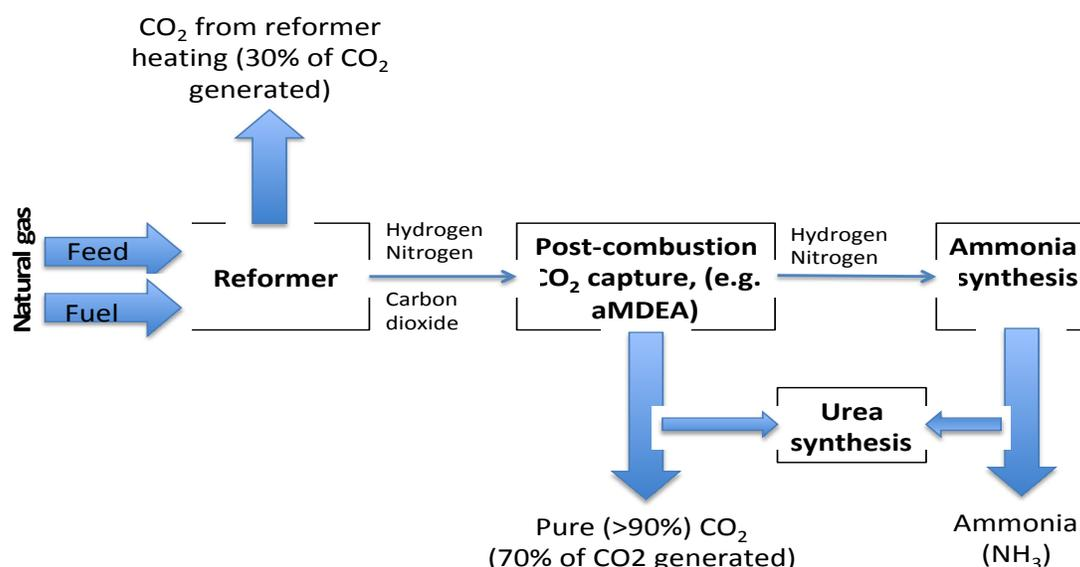 CO₂ from reformer
heating (30% of CO₂
generated)
Natural gas
Feed
Fuel
Reformer
Hydrogen
Nitrogen
Carbon
dioxide
Post-combustion
CO₂ capture, (e.g.
aMDEA)
Hydrogen
Nitrogen
Ammonia
synthesis
Urea
synthesis
Pure (>90%) CO₂
(70% of CO2 generated)
Ammonia
(NH₃)